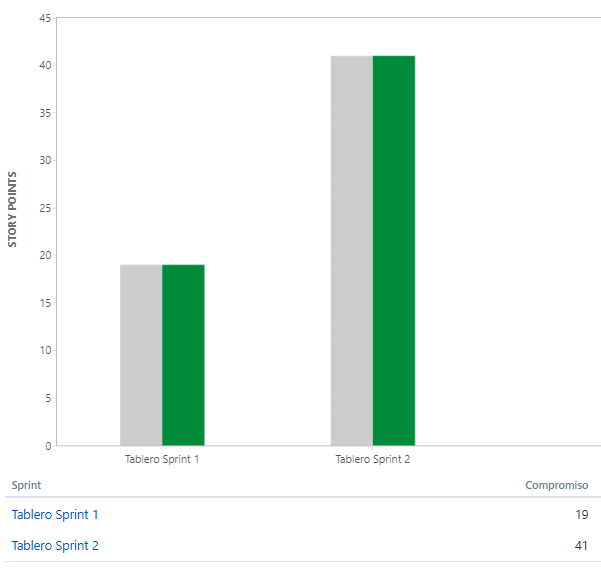 45
40
35
30
25
20
15
10
5
0
STORY POINTS
Tablero Sprint 1 Tablero Sprint 2
Sprint Compromiso
Tablero Sprint 1 19
Tablero Sprint 2 41